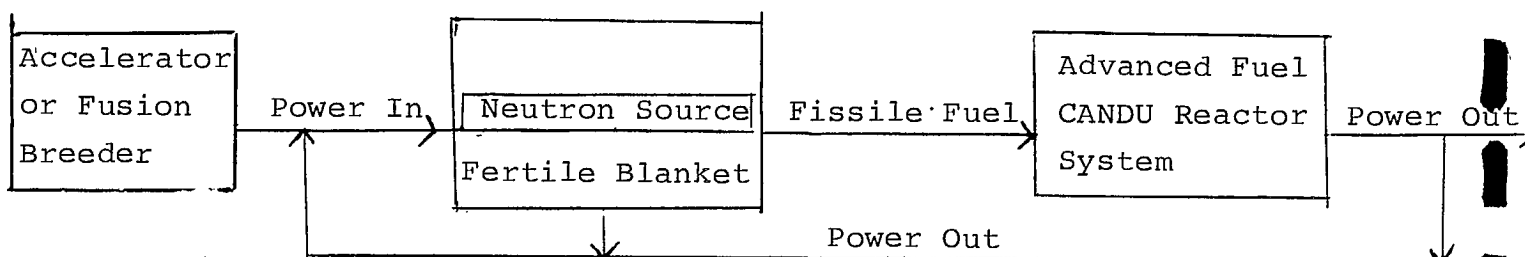 Accelerator
or Fusion
Breeder
Power In
Neutron Source
Fertile Blanket
Fissile Fuel
Advanced Fuel
CANDU Reactor
System
Power Out
Power Out